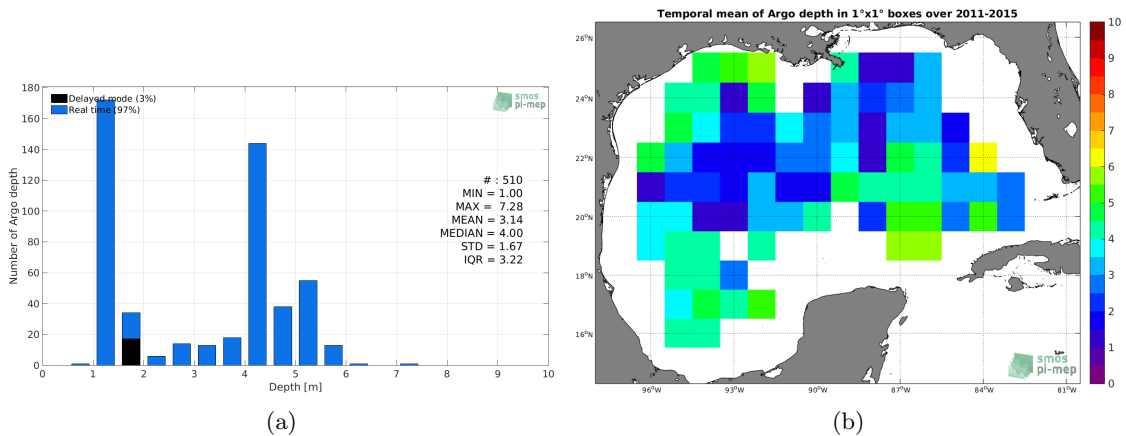 Temporal mean of Argo depth in 1°x1° boxes over 2011-2015
Delayed mode (3%)
Real time (97%)
smos
pi-mep
# : 510
MIN = 1.00
MAX = 7.28
MEAN = 3.14
MEDIAN = 4.00
STD = 1.67
IQR = 3.22
Number of Argo depth
180
160
140
120
100
80
60
40
20
0
0 1 2 3 4 5 6 7 8 9 10
Depth [m]
(a)
26°N
24°N
22°N
20°N
18°N
16°N
96°W 93°W 90°W 87°W 84°W 81°W
10
9
8
7
6
5
4
3
2
1
0
smos
pi-mep
(b)